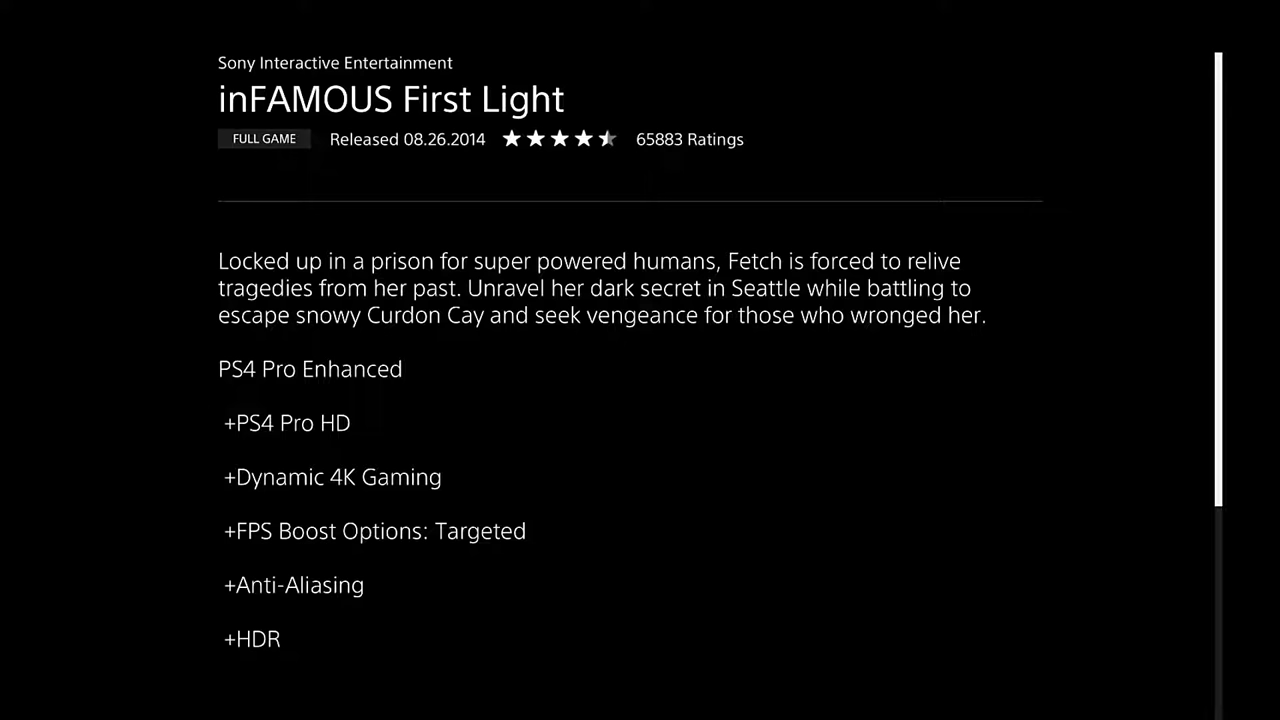 Sony Interactive Entertainment
inFAMOUS First Light
FULL GAME Released 08.26.2014 65883 Ratings
Locked up in a prison for super powered humans, Fetch is forced to relive
tragedies from her past. Unravel her dark secret in Seattle while battling to
escape snowy Curdon Cay and seek vengeance for those who wronged her.
PS4 Pro Enhanced
+PS4 Pro HD
+Dynamic 4K Gaming
+FPS Boost Options: Targeted
+Anti-Aliasing
+HDR